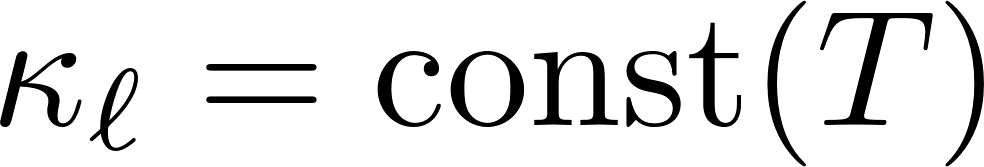 κ_ℓ = const(T)